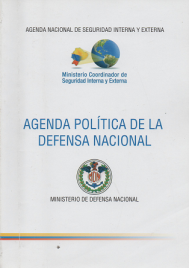 AGENDA NACIONAL DE SEGURIDAD INTERNA Y EXTERNA
Ministerio Coordinador de
Seguridad Interna y Externa
AGENDA POLÍTICA DE LA
DEFENSA NACIONAL
MINISTERIO DE DEFENSA NACIONAL